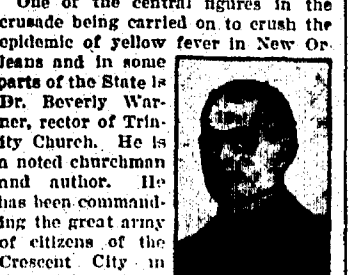 One of the central figures in the
crusade being carried on to crush the
epidemic of yellow fever in New Or-
leans and in some
parts of the State is
Dr. Beverly War-
ner, rector of Trin-
ity Church. He is
a noted churchman
and author. He
has been command-
ing the great army
of citizens of the
Crescent City in